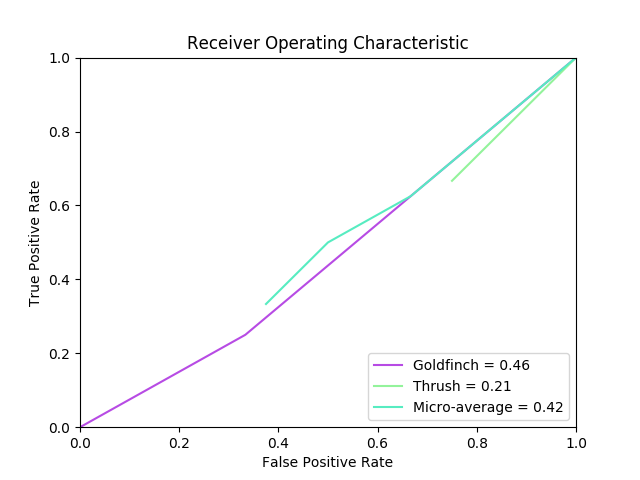 Receiver Operating Characteristic
1.0
0.8
0.6
0.4
0.2
0.0
True Positive Rate
0.0 0.2 0.4 0.6 0.8 1.0
False Positive Rate
Goldfinch = 0.46
Thrush = 0.21
Micro-average = 0.42